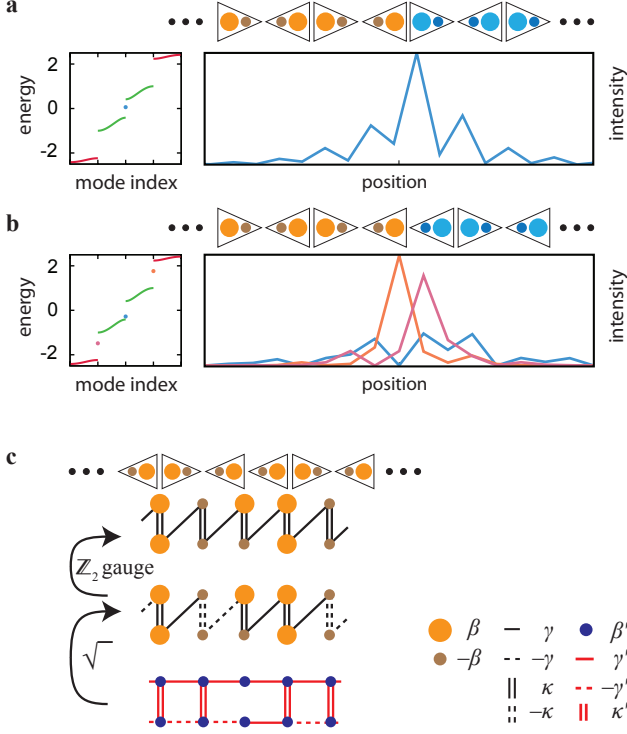 a
energy
2
0
-2
mode index
position
intensity
b
energy
2
0
-2
mode index
position
intensity
c
ℤ₂ gauge
√
β
−β
γ
−γ
κ
−κ
γ'
−γ'